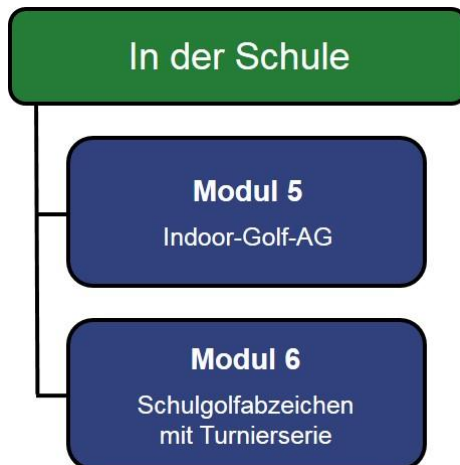 In der Schule
Modul 5
Indoor-Golf-AG
Modul 6
Schulgolfabzeichen
mit Turnierserie